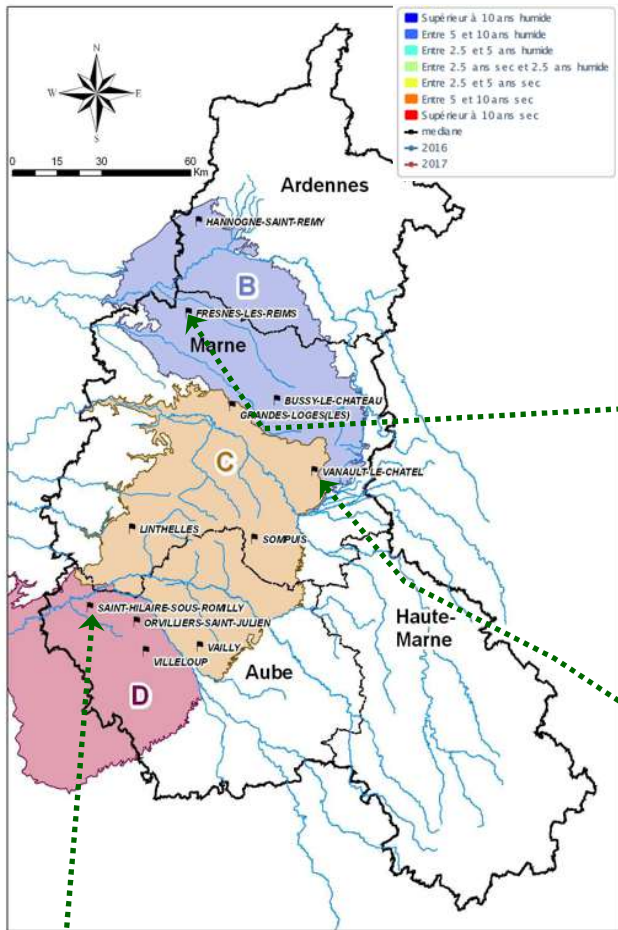 Supérieur à 10 ans humide
Entre 5 et 10 ans humide
Entre 2.5 et 5 ans humide
Entre 2.5 ans sec et 2.5 ans humide
Entre 2.5 et 5 ans sec
Entre 5 et 10 ans sec
Supérieur à 10 ans sec
mediane
2016
2017
N
W
E
S
0 15 30 60
Km
Ardennes
HANNOGNE-SAINT-REMY
B
FRESNES-LES-REIMS
Marne
BUSSY-LE-CHATEAU
GRANDES-LOGES(LES)
C
VANAULT-LE-CHATEL
LINTHELLES
SOMPUIS
SAINT-HILAIRE-SOUS-ROMILLY
ORVILLIERS-SAINT-JULIEN
Haute-
Marne
VAILLY
VILLELOUP
Aube
D